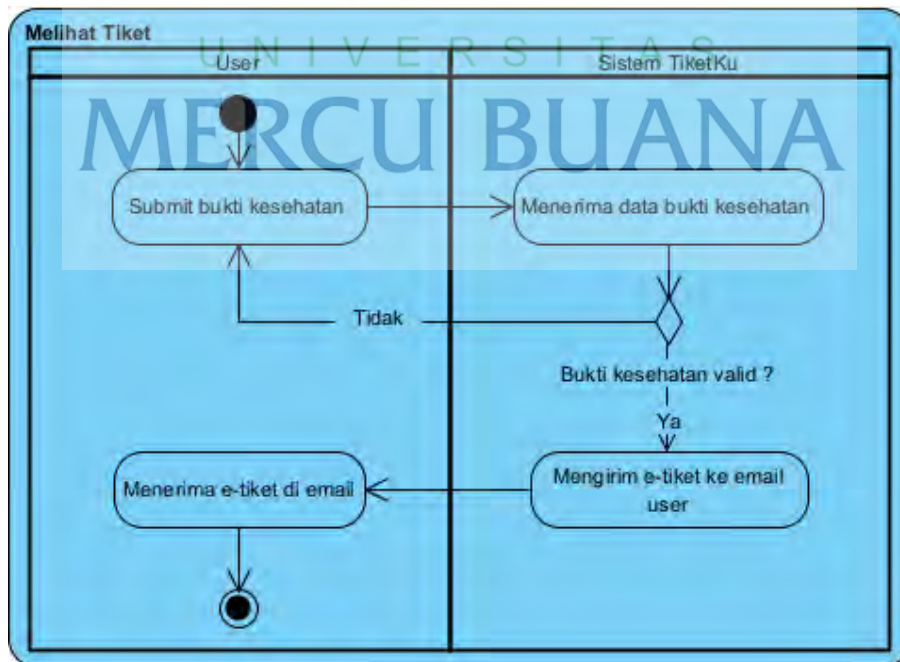 Melihat Tiket
UNIVERSITAS
User
Sistem TiketKu
MERCU BUANA
Submit bukti kesehatan
Menerima data bukti kesehatan
Tidak
Bukti kesehatan valid ?
Ya
Menerima e-tiket di email
Mengirim e-tiket ke email
user